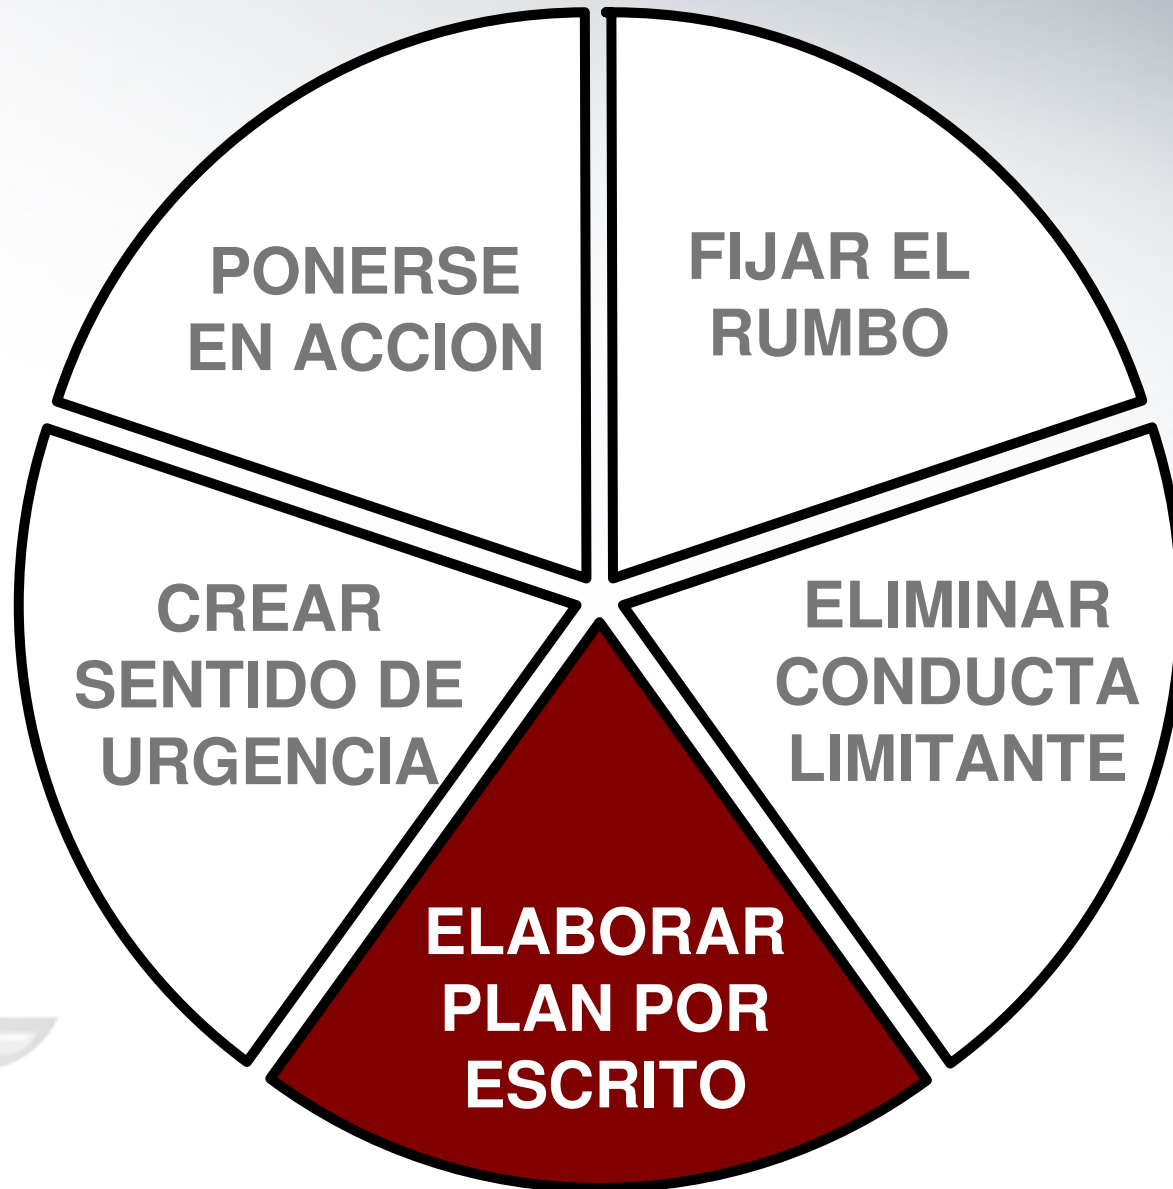 PONERSE
EN ACCION
FIJAR EL
RUMBO
CREAR
SENTIDO DE
URGENCIA
ELIMINAR
CONDUCTA
LIMITANTE
ELABORAR
PLAN POR
ESCRITO